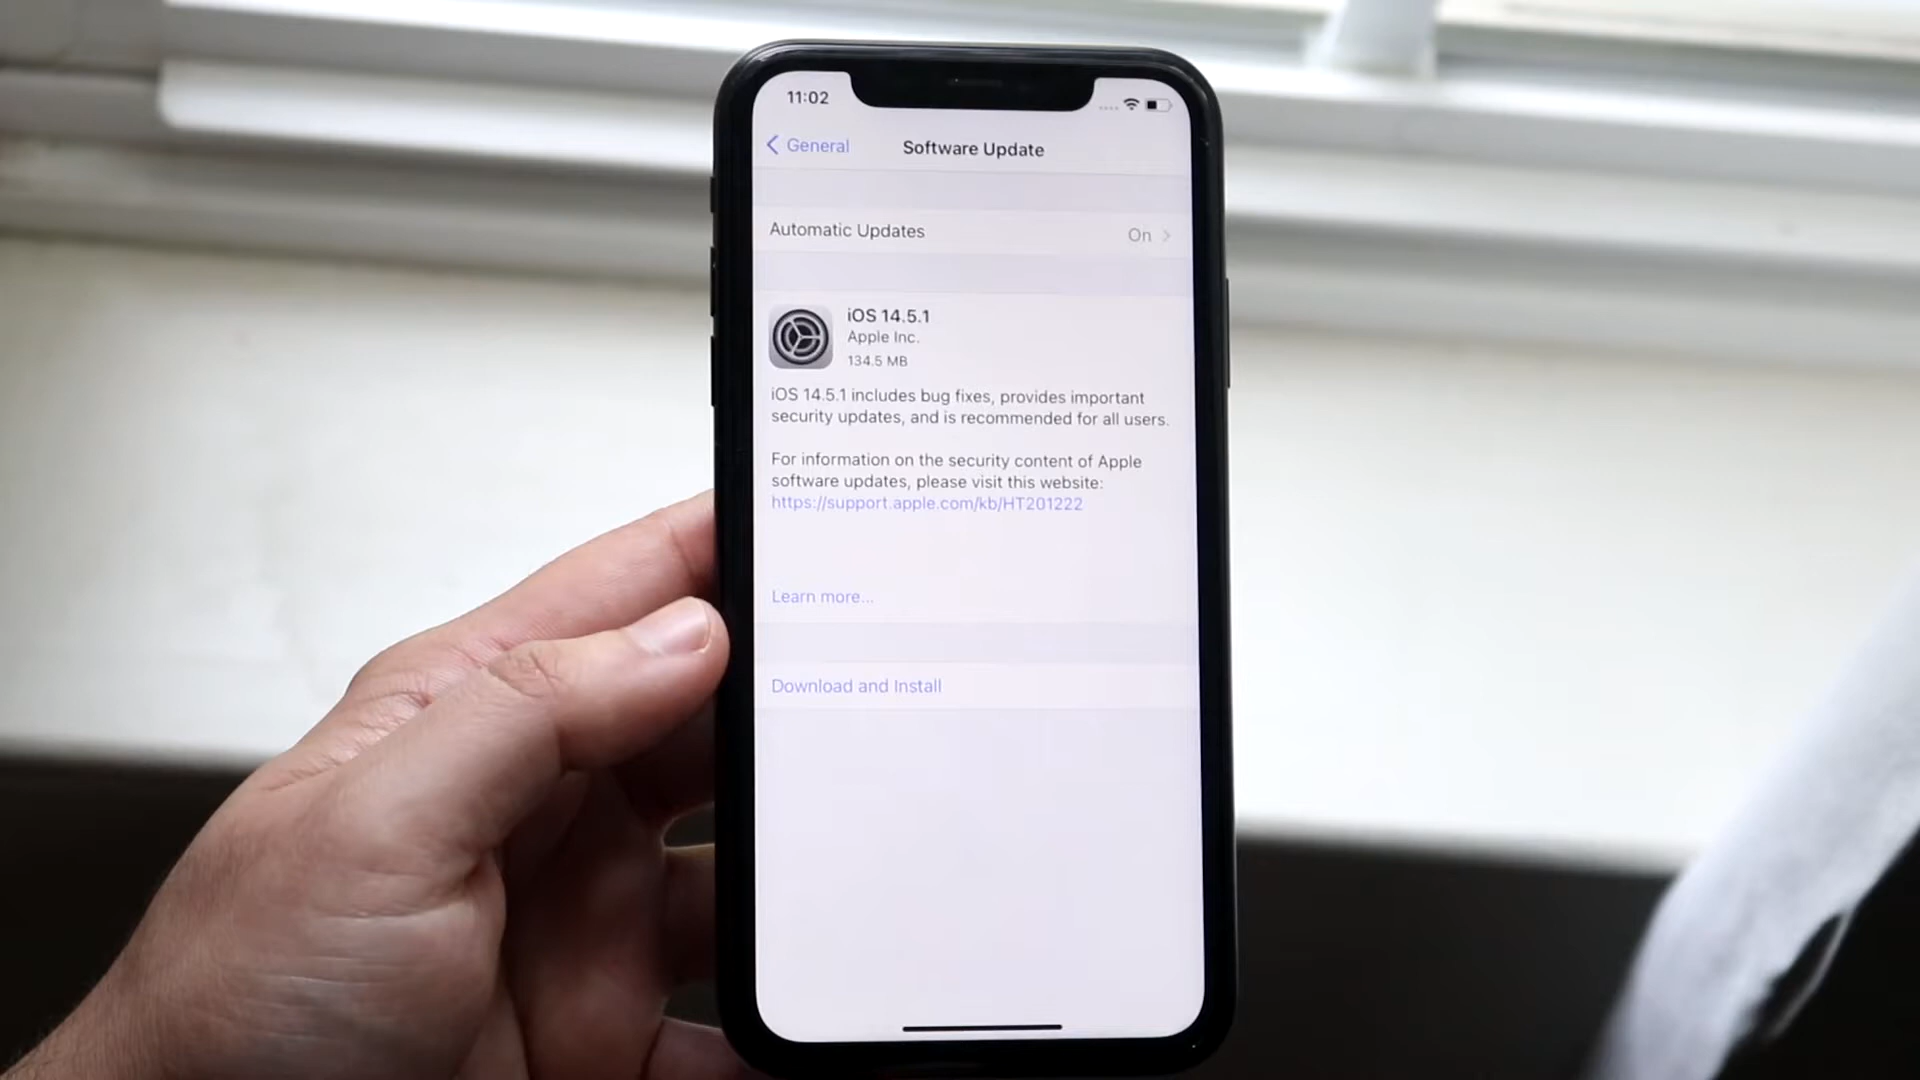 11:02
General
Software Update
Automatic Updates
On
iOS 14.5.1
Apple Inc.
134.5 MB
iOS 14.5.1 includes bug fixes, provides important
security updates, and is recommended for all users.
For information on the security content of Apple
software updates, please visit this website:
https://support.apple.com/kb/HT201222
Learn more...
Download and Install